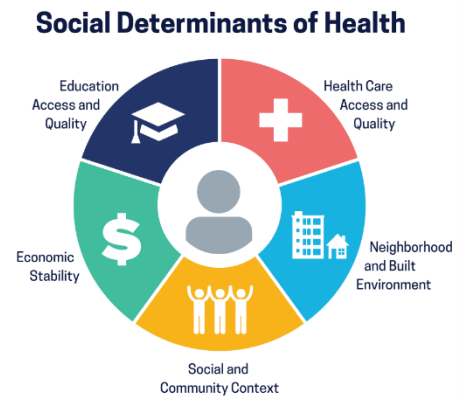 Social Determinants of Health
Education
Access and
Quality
Health Care
Access and
Quality
$
Economic
Stability
Neighborhood
and Built
Environment
Social and
Community Context